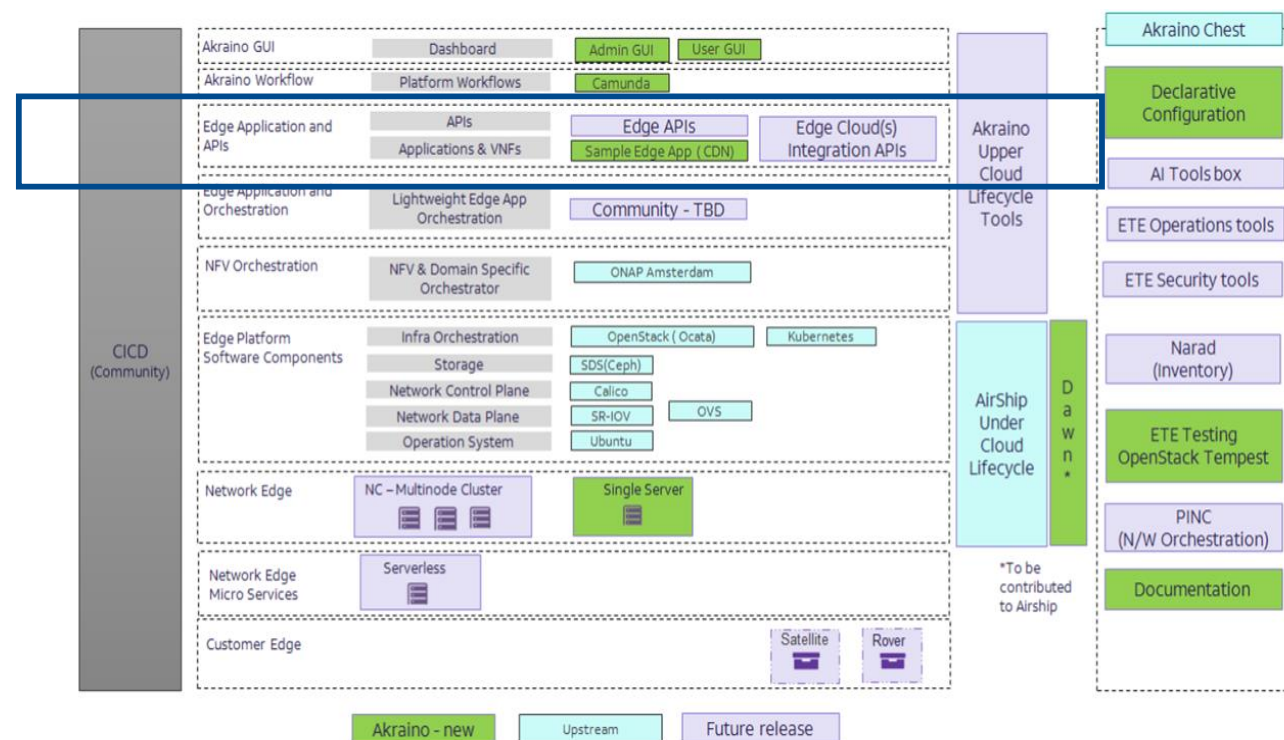 Akraino GUI
Dashboard
Admin GUI
User GUI
Akraino Workflow
Platform Workflows
Camunda
Edge Application and
APIs
APIs
Applications & VNFs
Edge APIs
Sample Edge App ( CDN)
Edge Cloud(s)
Integration APIs
Edge Application and
Orchestration
Lightweight Edge App
Orchestration
Community - TBD
NFV Orchestration
NFV & Domain Specific
Orchestrator
ONAP Amsterdam
Edge Platform
Software Components
Infra Orchestration
OpenStack ( Ocata)
Kubernetes
Storage
SDS(Ceph)
Network Control Plane
Calico
Network Data Plane
SR-IOV
OVS
Operation System
Ubuntu
Network Edge
NC – Multinode Cluster
Single Server
Network Edge
Micro Services
Serverless
Customer Edge
Satellite
Rover
CICD
(Community)
Akraino
Upper
Cloud
Lifecycle
Tools
AirShip
Under
Cloud
Lifecycle
D
a
w
n
*
*To be
contributed
to Airship
Akraino Chest
Declarative
Configuration
AI Tools box
ETE Operations tools
ETE Security tools
Narad
(Inventory)
ETE Testing
OpenStack Tempest
PINC
(N/W Orchestration)
Documentation
Akraino - new
Upstream
Future release